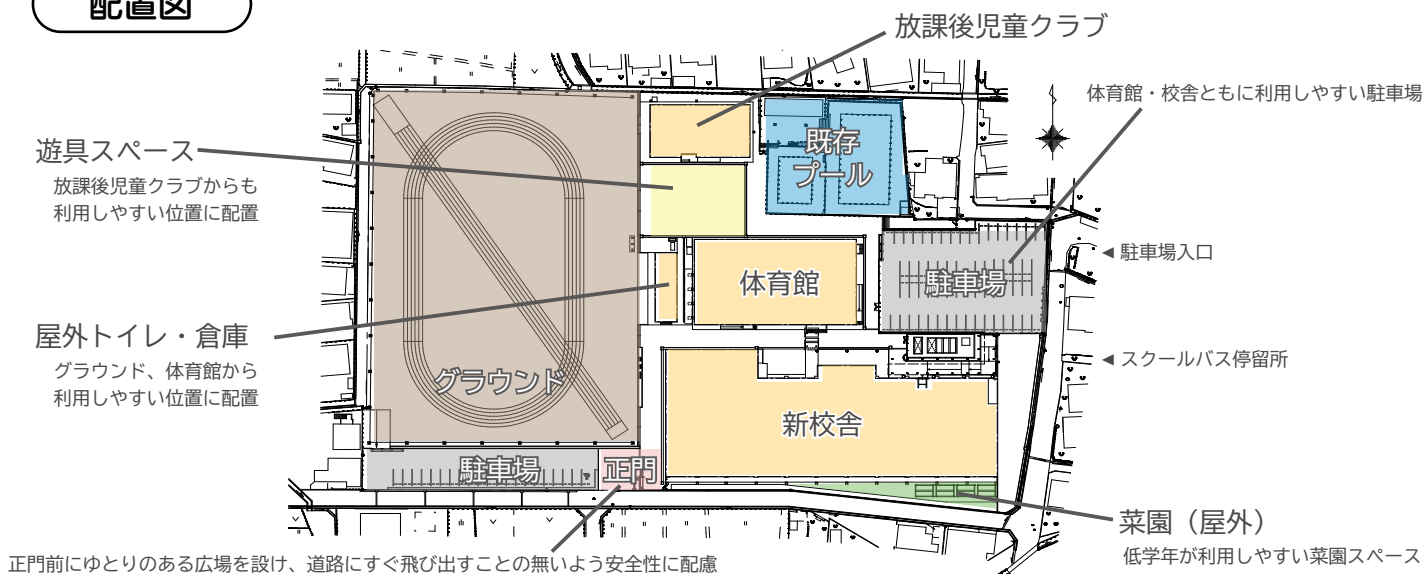 配置図
放課後児童クラブ
体育館・校舎ともに利用しやすい駐車場
遊具スペース
放課後児童クラブからも
利用しやすい位置に配置
既存
プール
体育館
駐車場
◀ 駐車場入口
屋外トイレ・倉庫
グラウンド、体育館から
利用しやすい位置に配置
グラウンド
◀ スクールバス停留所
新校舎
駐車場
正門
菜園（屋外）
低学年が利用しやすい菜園スペース
正門前にゆとりのある広場を設け、道路にすぐ飛び出すことの無いよう安全性に配慮